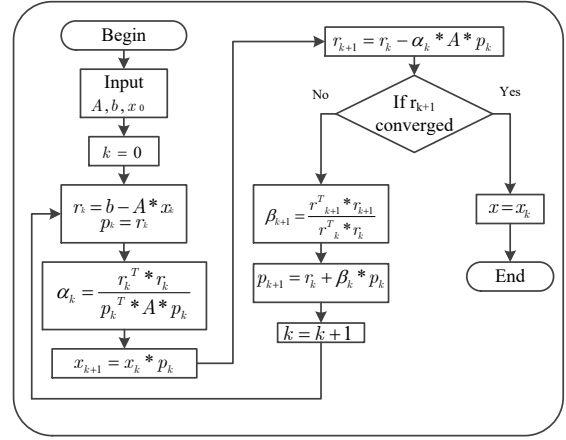 Begin
Input
A, b, x_0
k = 0
r_k = b − A * x_k
p_k = r_k
α_k = r_k^T * r_k / p_k^T * A * p_k
x_{k+1} = x_k * p_k
r_{k+1} = r_k − α_k * A * p_k
If r_{k+1}
converged
No
Yes
β_{k+1} = r^T_{k+1} * r_{k+1} / r^T_k * r_k
p_{k+1} = r_k + β_k * p_k
k = k + 1
x = x_k
End